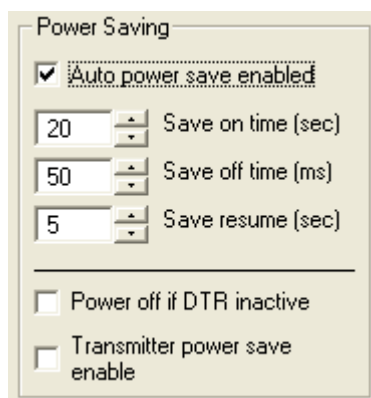 Power Saving
Auto power save enabled
20 Save on time (sec)
50 Save off time (ms)
5 Save resume (sec)
Power off if DTR inactive
Transmitter power save
enable